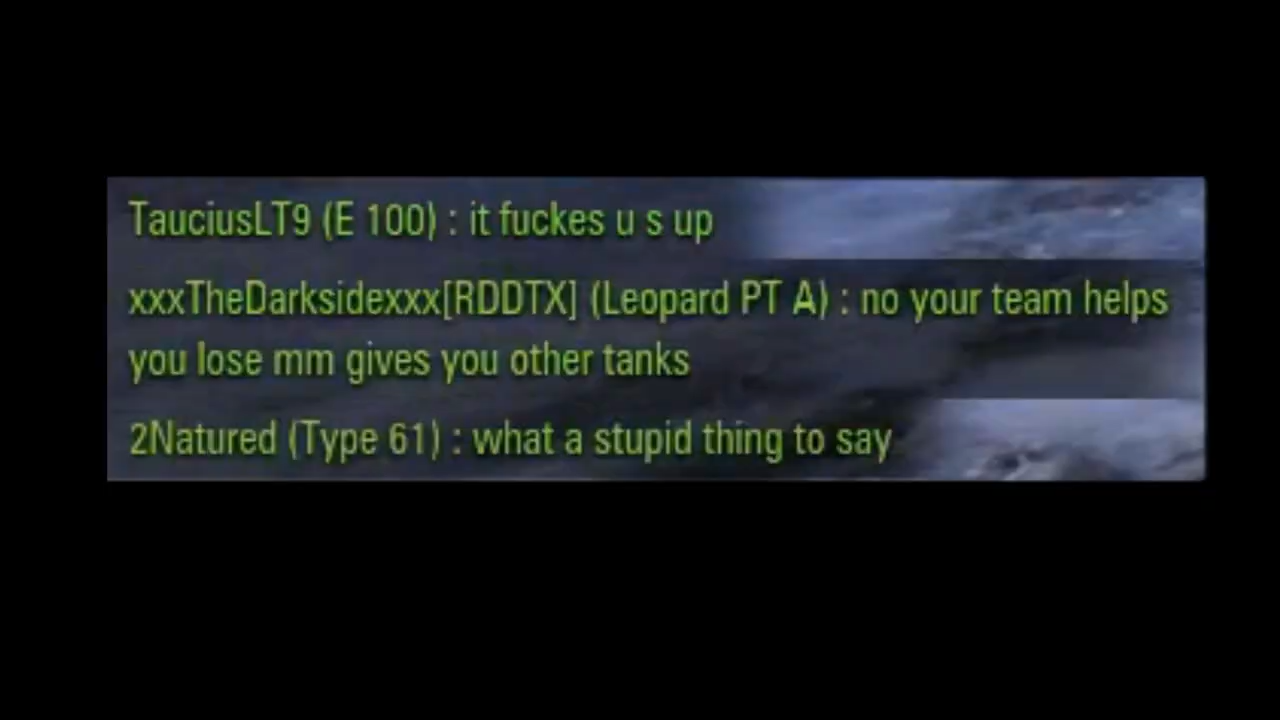 TauciusLT9 (E 100) : it fuckes u s up
xxxTheDarksidexxx[RDDTX] (Leopard PT A) : no your team helps
you lose mm gives you other tanks
2Natured (Type 61) : what a stupid thing to say